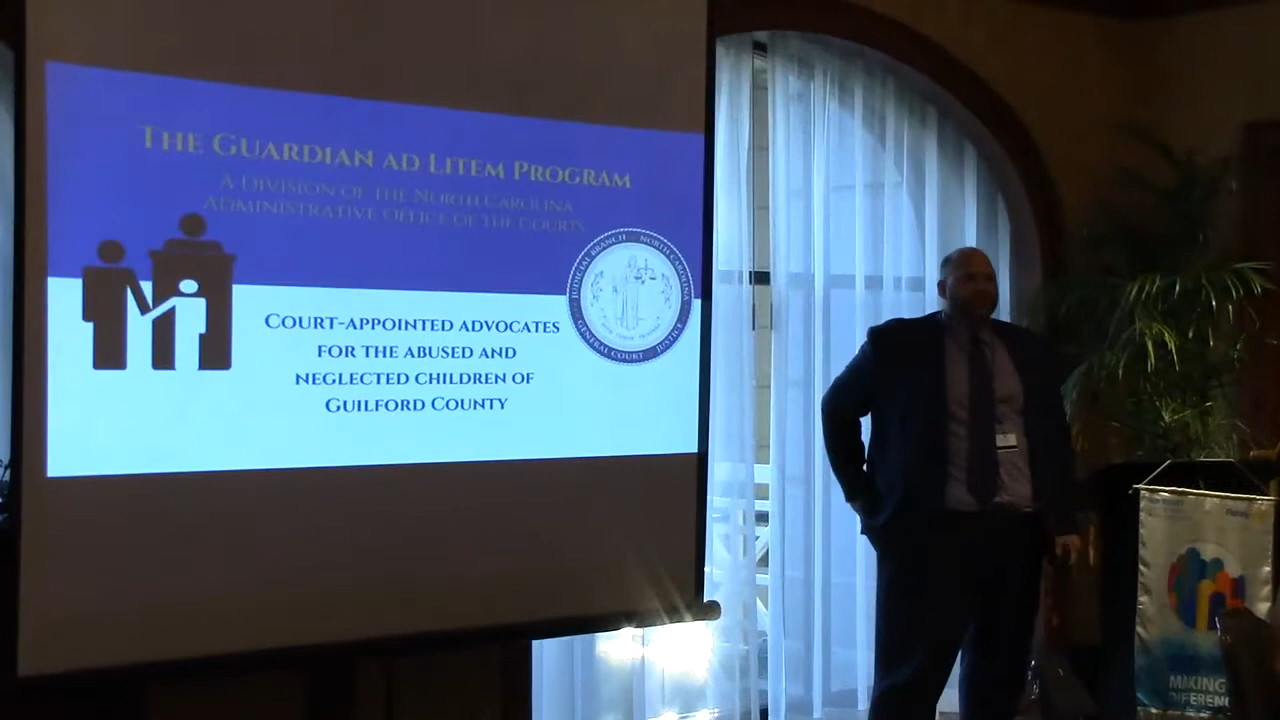 THE GUARDIAN AD LITEM PROGRAM
A DIVISION OF THE NORTH CAROLINA
ADMINISTRATIVE OFFICE OF THE COURTS
JUDICIAL BRANCH NORTH CAROLINA
GENERAL COURT OF JUSTICE
COURT-APPOINTED ADVOCATES
FOR THE ABUSED AND
NEGLECTED CHILDREN OF
GUILFORD COUNTY
MAKING